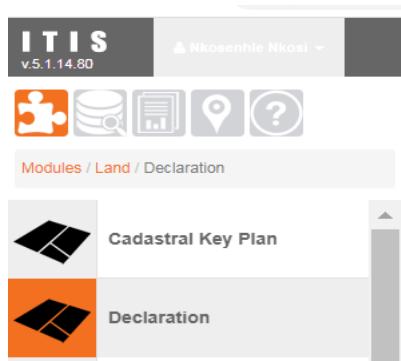 ITIS
v.5.1.14.80
Nkosenhle Nkosi
?
Modules / Land / Declaration
Cadastral Key Plan
Declaration